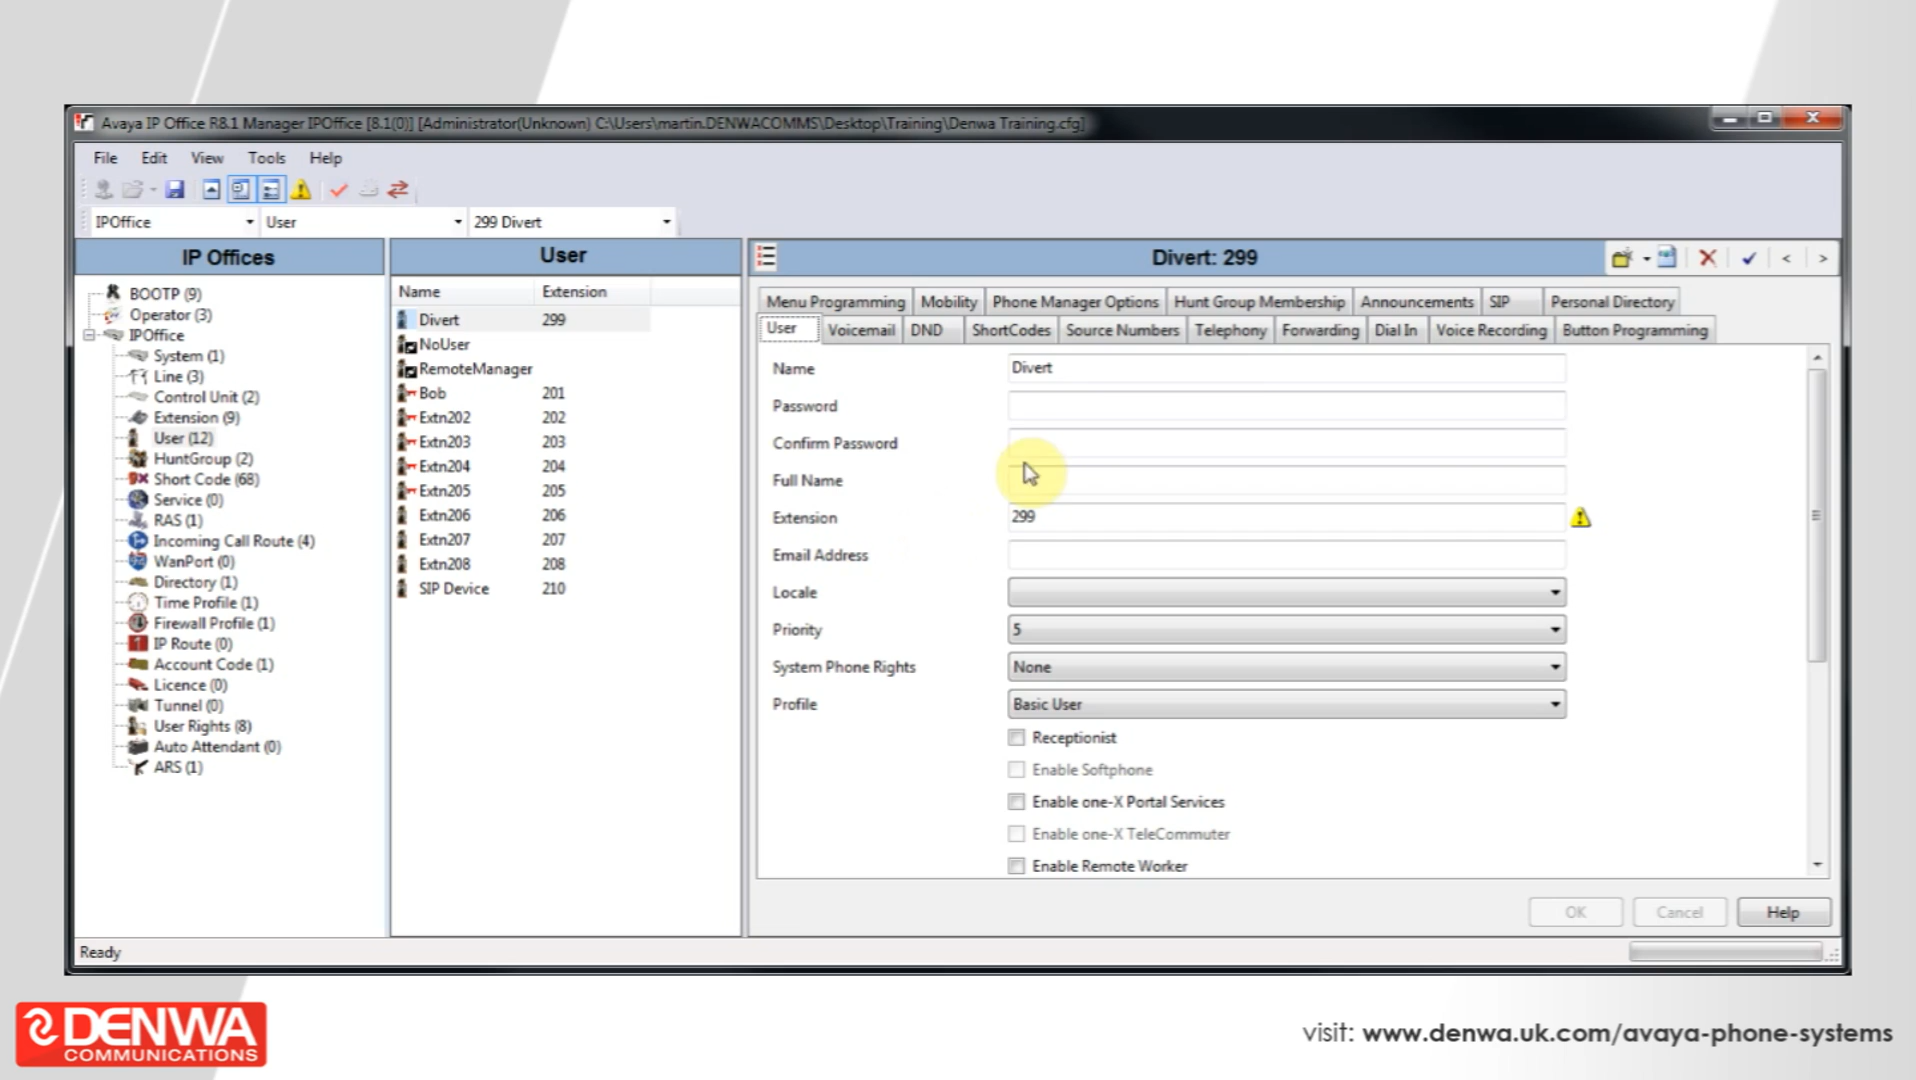 Avaya IP Office R8.1 Manager IPOffice [8.1(0)] [Administrator(Unknown) C:\Users\martin.DENWACOMMS\Desktop\Training\Denwa Training.cfg]
File Edit View Tools Help
IPOffice User 299 Divert
IP Offices
BOOTP (9)
Operator (3)
IPOffice
System (1)
Line (3)
Control Unit (2)
Extension (9)
User (12)
HuntGroup (2)
Short Code (68)
Service (0)
RAS (1)
Incoming Call Route (4)
WanPort (0)
Directory (1)
Time Profile (1)
Firewall Profile (1)
IP Route (0)
Account Code (1)
Licence (0)
Tunnel (0)
User Rights (8)
Auto Attendant (0)
ARS (1)
User
Name Extension
Divert 299
NoUser
RemoteManager
Bob 201
Extn202 202
Extn203 203
Extn204 204
Extn205 205
Extn206 206
Extn207 207
Extn208 208
SIP Device 210
Divert: 299
Menu Programming Mobility Phone Manager Options Hunt Group Membership Announcements SIP Personal Directory
User Voicemail DND ShortCodes Source Numbers Telephony Forwarding Dial In Voice Recording Button Programming
Name Divert
Password
Confirm Password
Full Name
Extension 299
Email Address
Locale
Priority 5
System Phone Rights None
Profile Basic User
Receptionist
Enable Softphone
Enable one-X Portal Services
Enable one-X TeleCommuter
Enable Remote Worker
OK Cancel Help
Ready
DENWA
COMMUNICATIONS
visit: www.denwa.uk.com/avaya-phone-systems